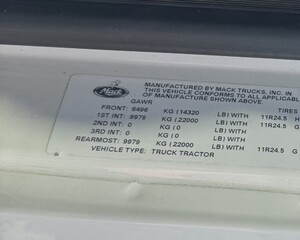 Mack
MANUFACTURED BY MACK TRUCKS, INC. IN
THIS VEHICLE CONFORMS TO ALL APPLICABL
OF MANUFACTURE SHOWN ABOVE.
GAWR TIRES
FRONT: 6496 KG (14320 LB) WITH 11R24.5 H
1ST INT: 9979 KG (22000 LB) WITH 11R24.5 G
2ND INT: 0 KG (0 LB) WITH
3RD INT: 0 KG (0 LB) WITH
REARMOST: 9979 KG (22000 LB) WITH 11R24.5 G
VEHICLE TYPE: TRUCK TRACTOR